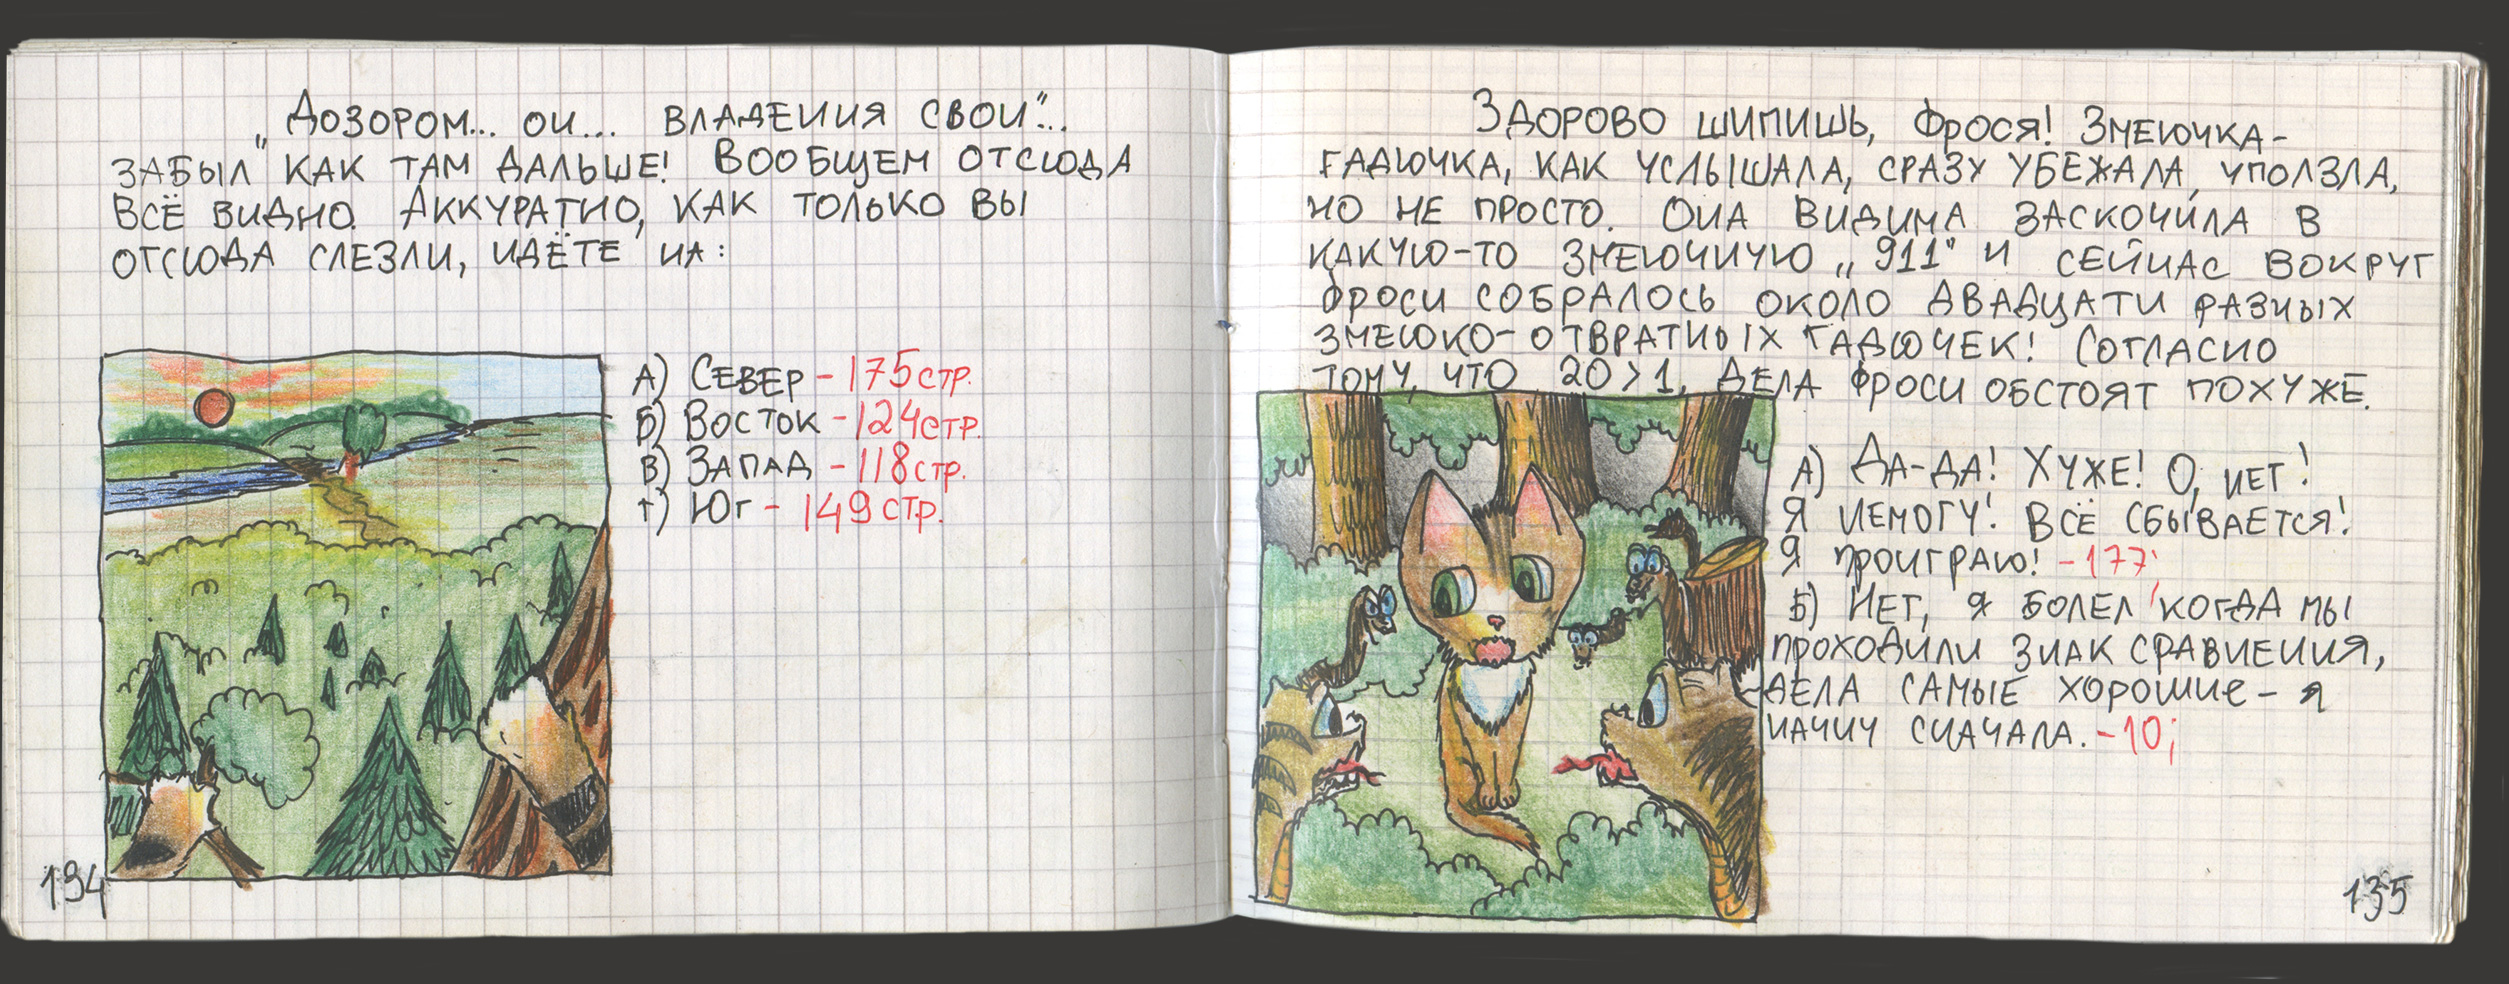 „Дозором... он... владения свои"...
забыл как там дальше! Вообщем отсюда
всё видно. Аккуратно, как только вы
отсюда слезли, идёте на:
А) Север - 175 стр.
Б) Восток - 124 стр.
В) Запад - 118 стр.
Г) Юг - 149 стр.
134
Здорово шипишь, Фрося! Змеючка-
гадючка, как услышала, сразу убежала, уползла,
но не просто. Она видима заскочила в
какую-то змеючную „911" и сейчас вокруг
Фроси собралось около двадцати разных
змеюко-отвратных гадючек! Согласно
тому, что 20>1, дела Фроси обстоят похуже.
А) Да-да! Хуже! О, нет!
Я немогу! Всё сбывается!
Я проиграю! - 177;
Б) Нет, я болел когда мы
проходили знак сравнения,
дела самые хорошие - я
начну сначала. - 10;
135